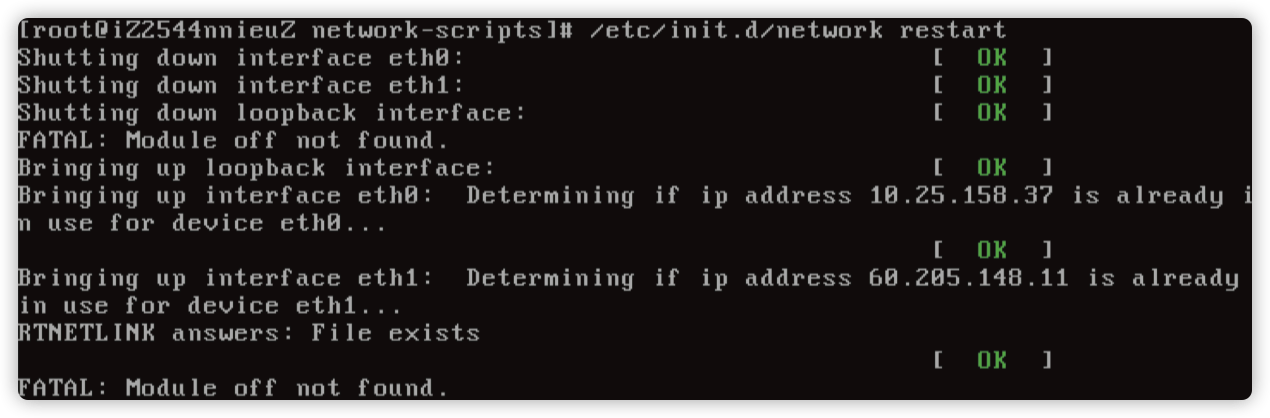 [root@iZ2544nnieuZ network-scripts]# /etc/init.d/network restart
Shutting down interface eth0: [ OK ]
Shutting down interface eth1: [ OK ]
Shutting down loopback interface: [ OK ]
FATAL: Module off not found.
Bringing up loopback interface: [ OK ]
Bringing up interface eth0: Determining if ip address 10.25.158.37 is already i
n use for device eth0...
[ OK ]
Bringing up interface eth1: Determining if ip address 60.205.148.11 is already
in use for device eth1...
RTNETLINK answers: File exists
[ OK ]
FATAL: Module off not found.